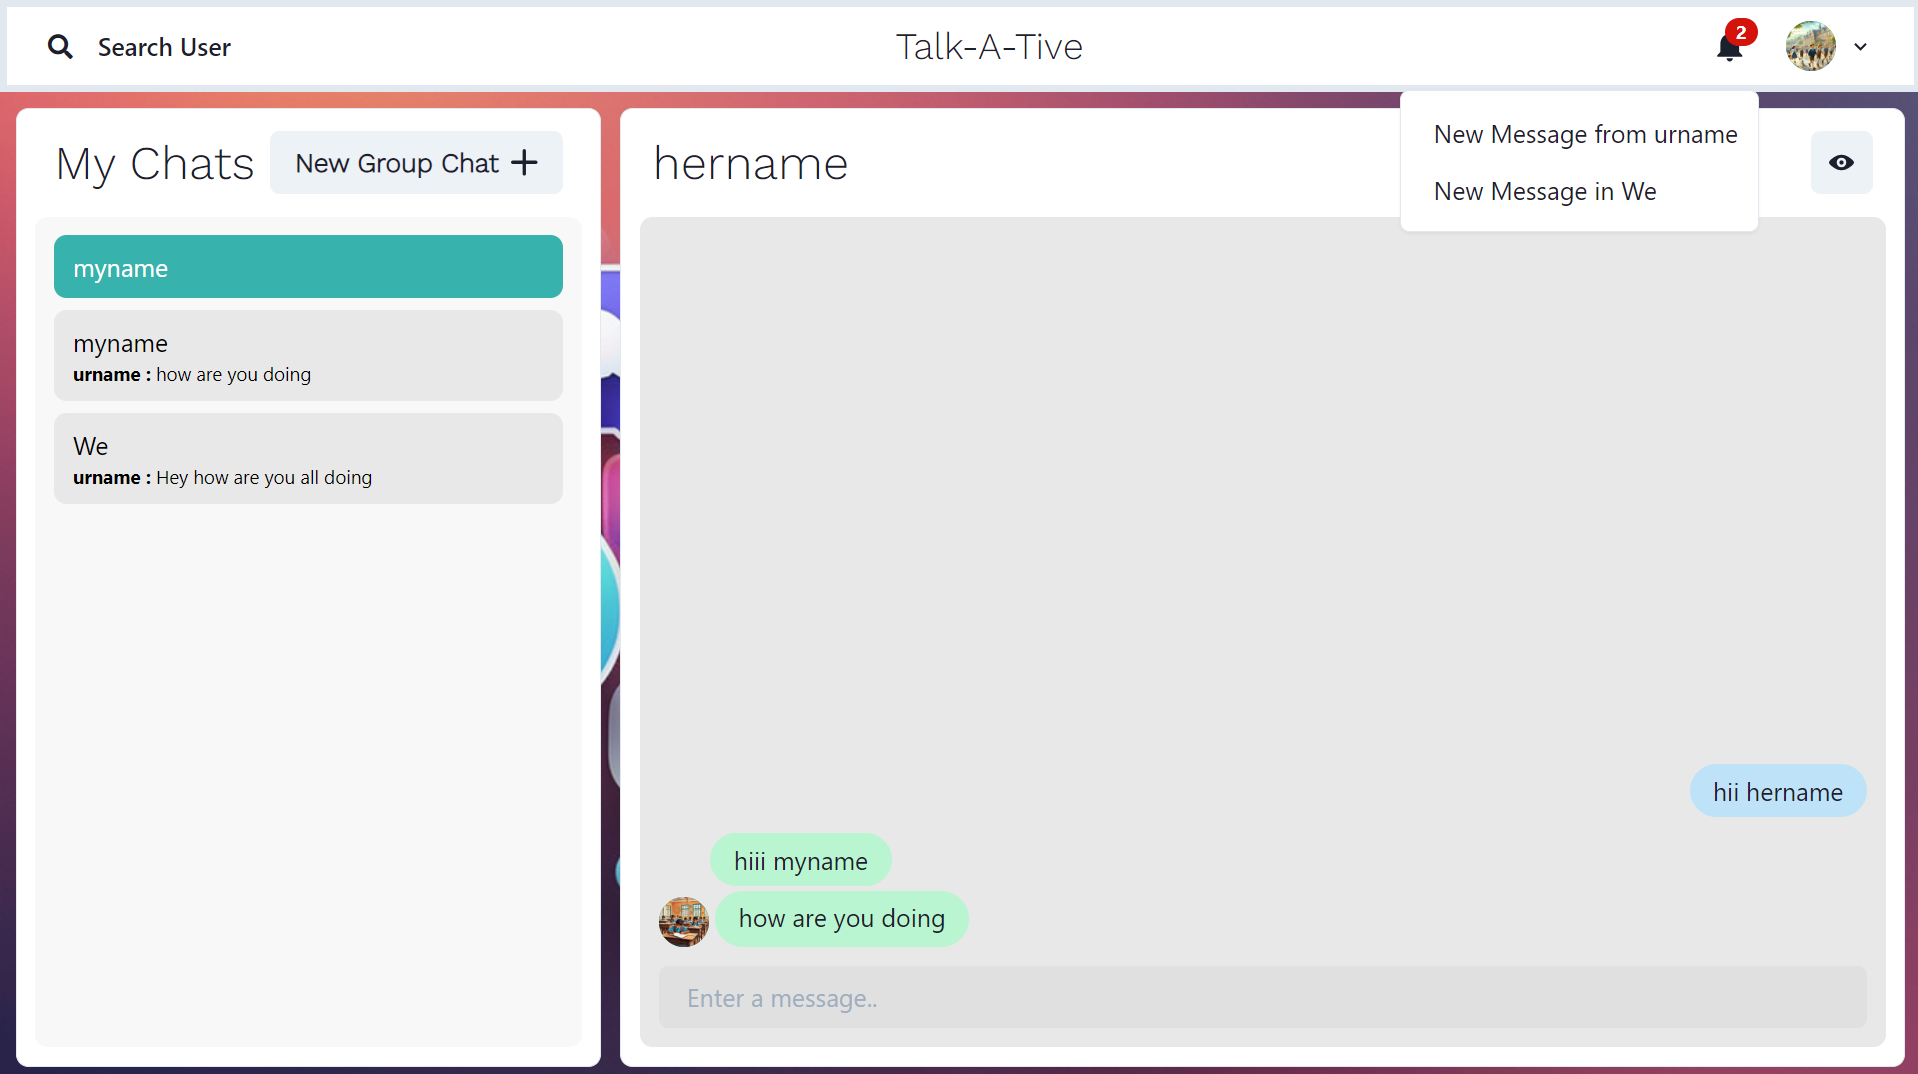 Search User
Talk-A-Tive
2
New Message from urname
New Message in We
My Chats
New Group Chat +
myname
myname
urname : how are you doing
We
urname : Hey how are you all doing
hername
hii hername
hiii myname
how are you doing
Enter a message..